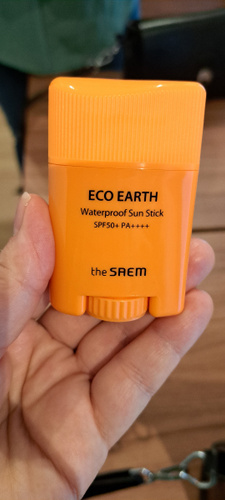 ECO EARTH
Waterproof Sun Stick
SPF50+ PA++++
the SAEM